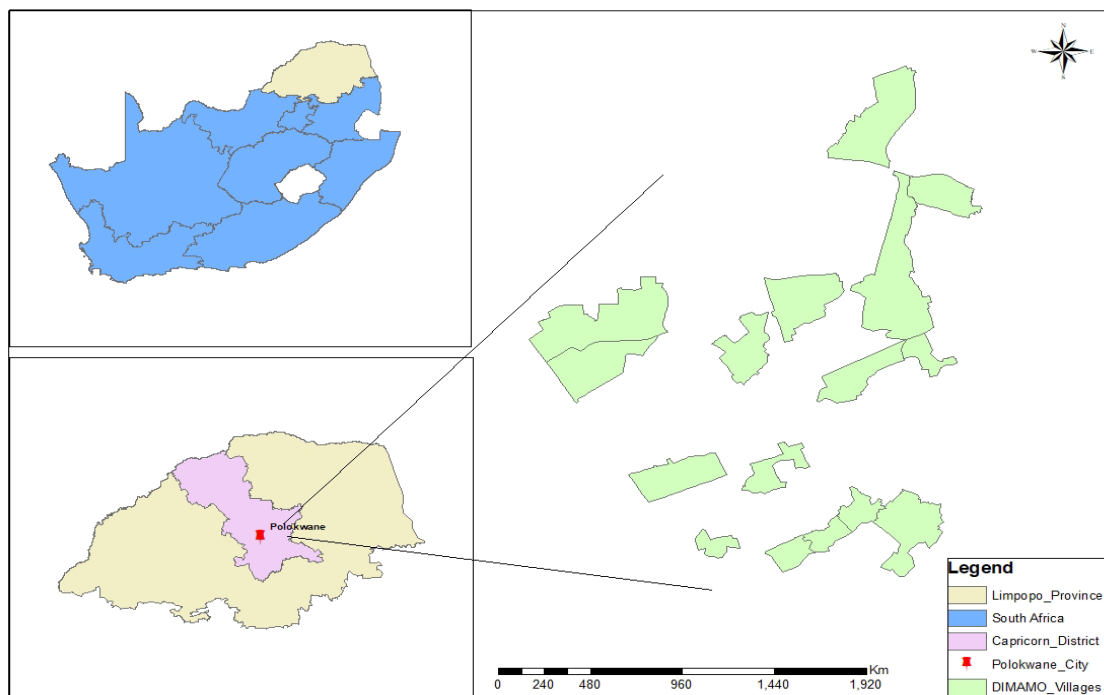 N
W E
S
Polokwane
Legend
Limpopo_Province
South Africa
Capricorn_District
Polokwane_City
DIMAMO_Villages
Km
0 240 480 960 1,440 1,920